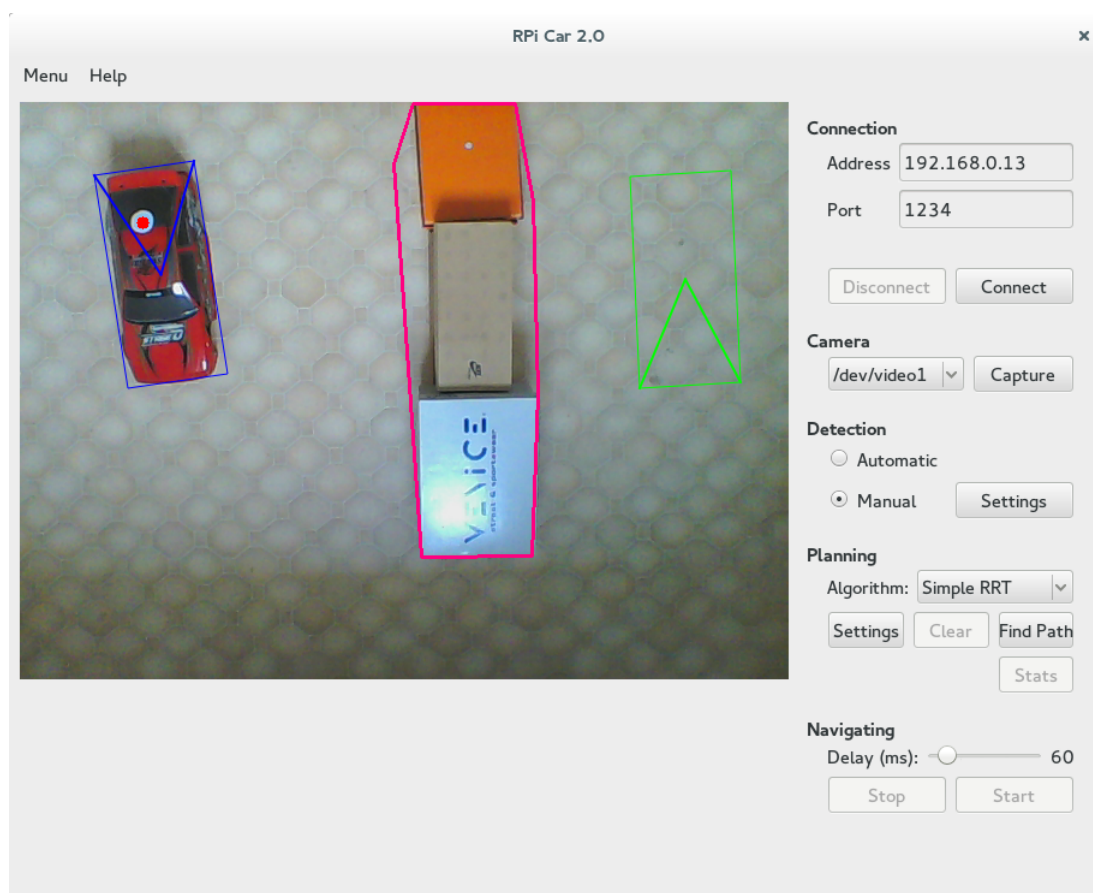 RPi Car 2.0
Menu Help
Connection
Address 192.168.0.13
Port 1234
Disconnect Connect
Camera
/dev/video1 Capture
Detection
Automatic
Manual Settings
Planning
Algorithm: Simple RRT
Settings Clear Find Path
Stats
Navigating
Delay (ms): 60
Stop Start
VENICE
street & sportswear